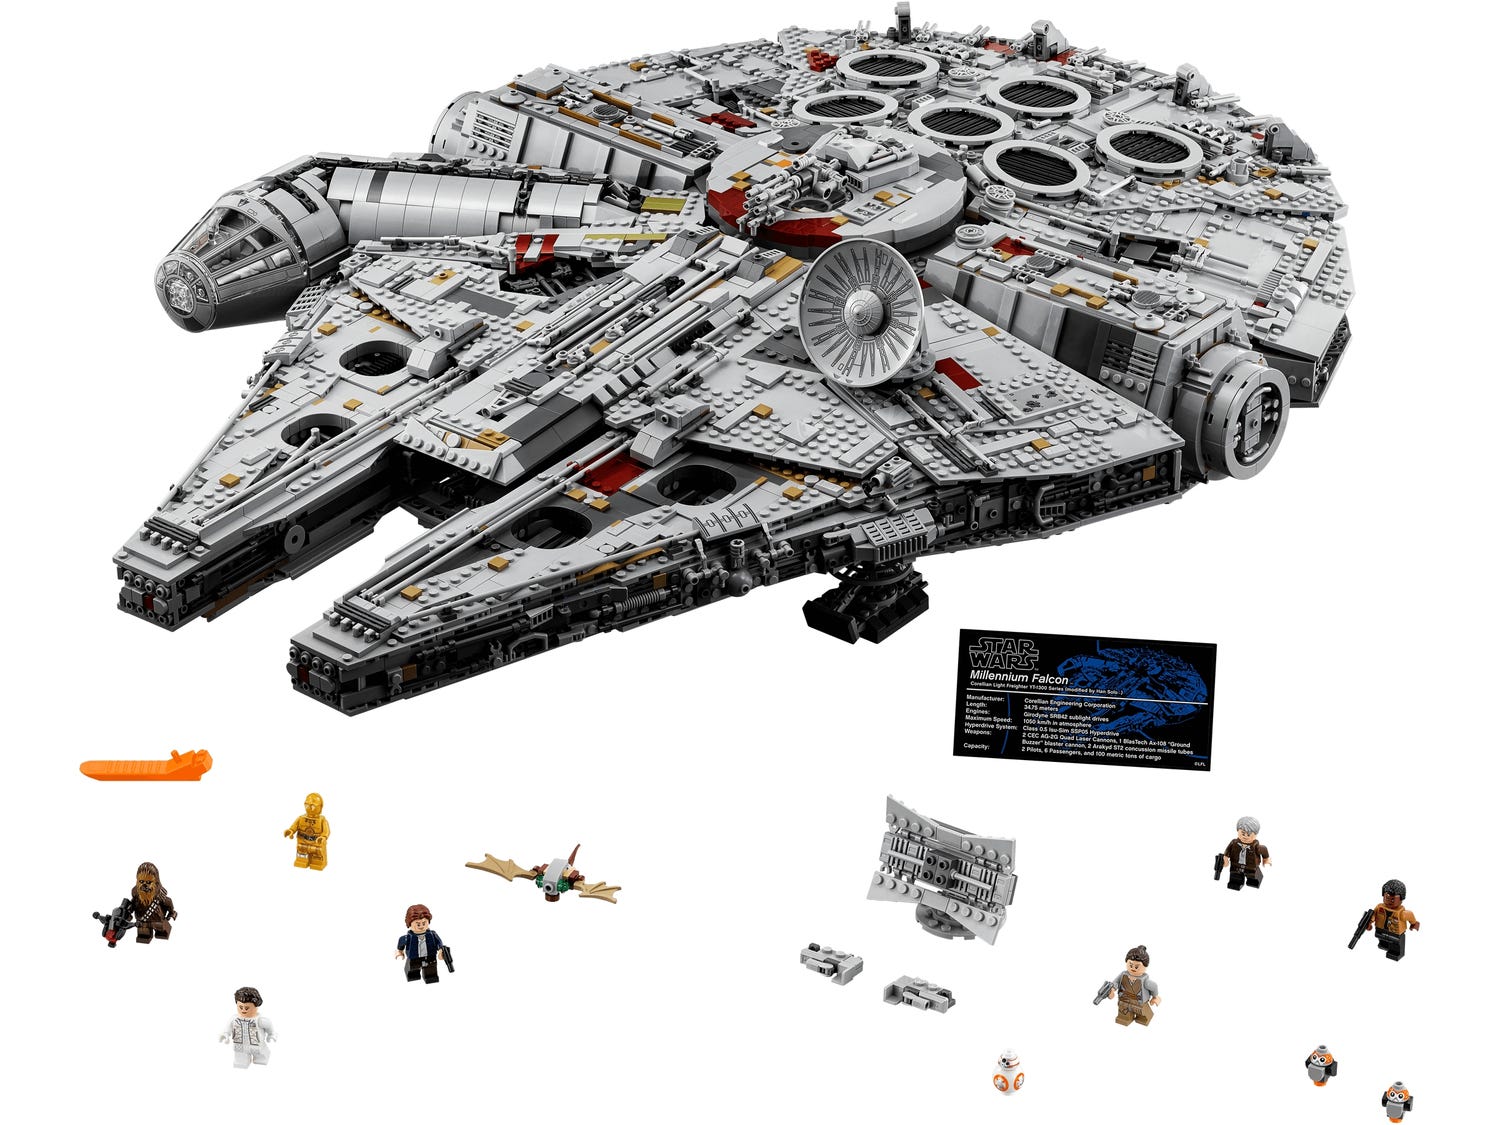 STAR
WARS
Millennium Falcon
Corellian Light Freighter YT-1300 Series (modified by Han Solo.)
Manufacturer: Corellian Engineering Corporation
Length: 34.75 meters
Engines: Girodyne SRB42 sublight drives
Maximum Speed: 1050 km/h in atmosphere
Hyperdrive System: Class 0.5 Isu-Sim SSP05 Hyperdrive
Weapons: 2 CEC AG-2G Quad Laser Cannons, 1 BlasTech Ax-108 "Ground
Buzzer" blaster cannon, 2 Arakyd ST2 concussion missile tubes
Capacity: 2 Pilots, 6 Passengers, and 100 metric tons of cargo
©LFL